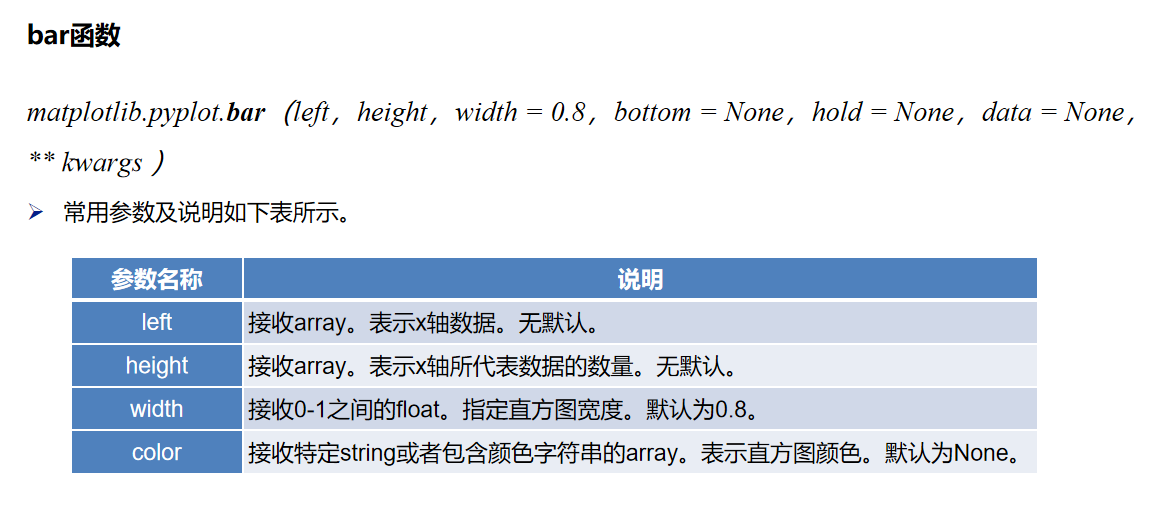 bar函数
matplotlib.pyplot.bar（left，height，width = 0.8，bottom = None，hold = None，data = None，
** kwargs ）
➢ 常用参数及说明如下表所示。
参数名称 说明
left 接收array。表示x轴数据。无默认。
height 接收array。表示x轴所代表数据的数量。无默认。
width 接收0-1之间的float。指定直方图宽度。默认为0.8。
color 接收特定string或者包含颜色字符串的array。表示直方图颜色。默认为None。